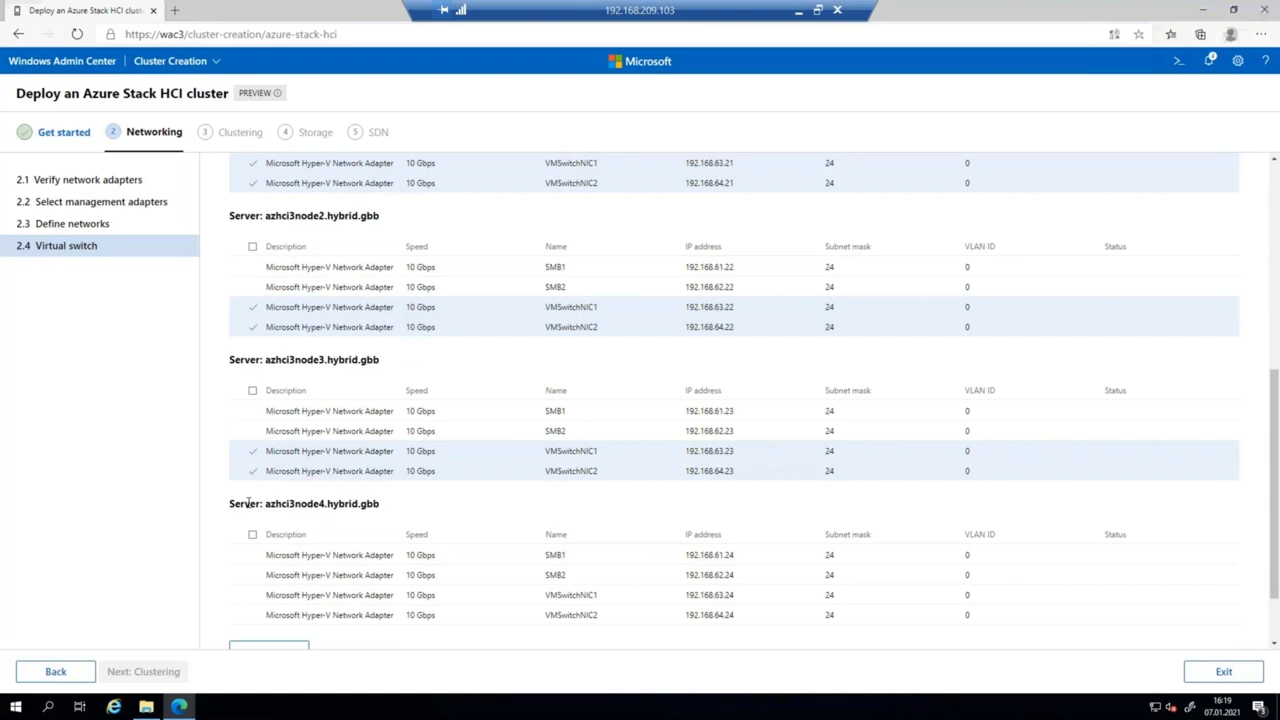 Deploy an Azure Stack HCI clust
192.168.209.103
https://wac3/cluster-creation/azure-stack-hci
Windows Admin Center
Cluster Creation
Microsoft
Deploy an Azure Stack HCI cluster
PREVIEW
Get started
2 Networking
3 Clustering
4 Storage
5 SDN
2.1 Verify network adapters
2.2 Select management adapters
2.3 Define networks
2.4 Virtual switch
Microsoft Hyper-V Network Adapter 10 Gbps VMSwitchNIC1 192.168.63.21 24 0
Microsoft Hyper-V Network Adapter 10 Gbps VMSwitchNIC2 192.168.64.21 24 0
Server: azhci3node2.hybrid.gbb
Description Speed Name IP address Subnet mask VLAN ID Status
Microsoft Hyper-V Network Adapter 10 Gbps SMB1 192.168.61.22 24 0
Microsoft Hyper-V Network Adapter 10 Gbps SMB2 192.168.62.22 24 0
Microsoft Hyper-V Network Adapter 10 Gbps VMSwitchNIC1 192.168.63.22 24 0
Microsoft Hyper-V Network Adapter 10 Gbps VMSwitchNIC2 192.168.64.22 24 0
Server: azhci3node3.hybrid.gbb
Description Speed Name IP address Subnet mask VLAN ID Status
Microsoft Hyper-V Network Adapter 10 Gbps SMB1 192.168.61.23 24 0
Microsoft Hyper-V Network Adapter 10 Gbps SMB2 192.168.62.23 24 0
Microsoft Hyper-V Network Adapter 10 Gbps VMSwitchNIC1 192.168.63.23 24 0
Microsoft Hyper-V Network Adapter 10 Gbps VMSwitchNIC2 192.168.64.23 24 0
Server: azhci3node4.hybrid.gbb
Description Speed Name IP address Subnet mask VLAN ID Status
Microsoft Hyper-V Network Adapter 10 Gbps SMB1 192.168.61.24 24 0
Microsoft Hyper-V Network Adapter 10 Gbps SMB2 192.168.62.24 24 0
Microsoft Hyper-V Network Adapter 10 Gbps VMSwitchNIC1 192.168.63.24 24 0
Microsoft Hyper-V Network Adapter 10 Gbps VMSwitchNIC2 192.168.64.24 24 0
Back
Next: Clustering
Exit
16:19
07.01.2021